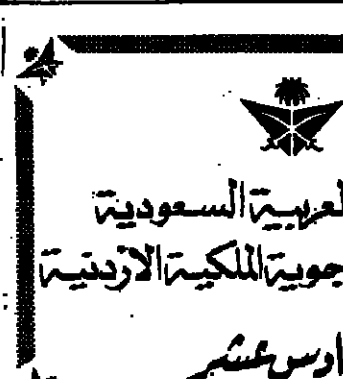 لعربية السعودية
جوية الملكية الأردنية
ادس عشر